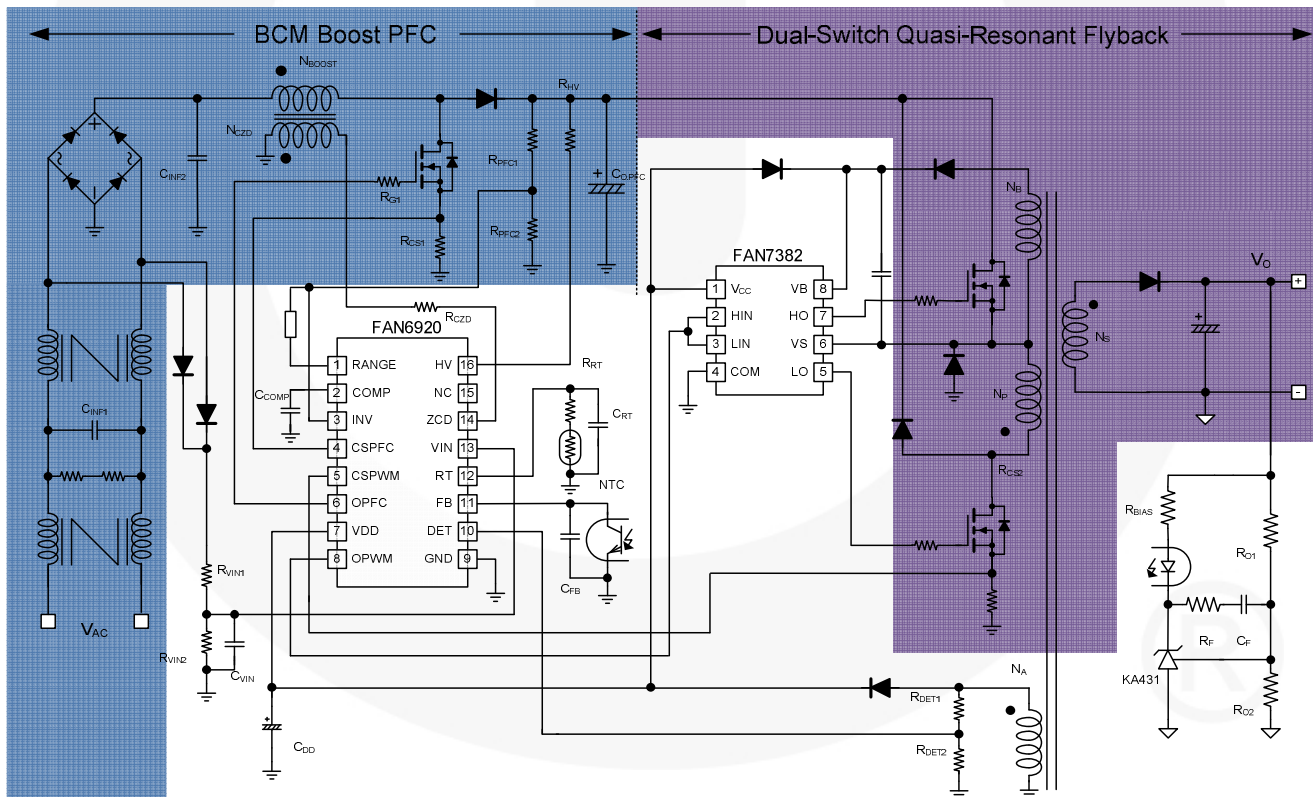 BCM Boost PFC
Dual-Switch Quasi-Resonant Flyback
NBOOST
RHV
NCZD
CINF2
RPFC1
CO.PFC
RG1
RCS1
RPFC2
NB
FAN7382
1 VCC VB 8
2 HIN HO 7
3 LIN VS 6
4 COM LO 5
VO
+
-
NS
NP
RCZD
FAN6920
1 RANGE HV 16
2 COMP NC 15
3 INV ZCD 14
4 CSPFC VIN 13
5 CSPWM RT 12
6 OPFC FB 11
7 VDD DET 10
8 OPWM GND 9
RRT
CCOMP
CRT
CINF1
NTC
RCS2
RBIAS
RO1
CFB
RVIN1
VAC
RVIN2
CVIN
RF
CF
KA431
RO2
NA
RDET1
RDET2
CDD
®